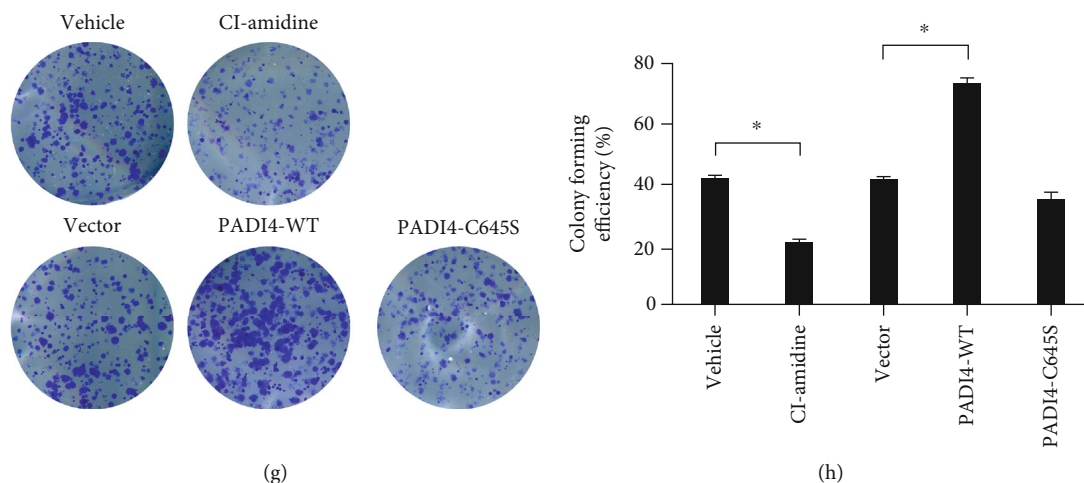 Vehicle
CI-amidine
Vector
PADI4-WT
PADI4-C645S
(g)
*
*
80
60
40
20
0
Colony forming
efficiency (%)
Vehicle
CI-amidine
Vector
PADI4-WT
PADI4-C645S
(h)